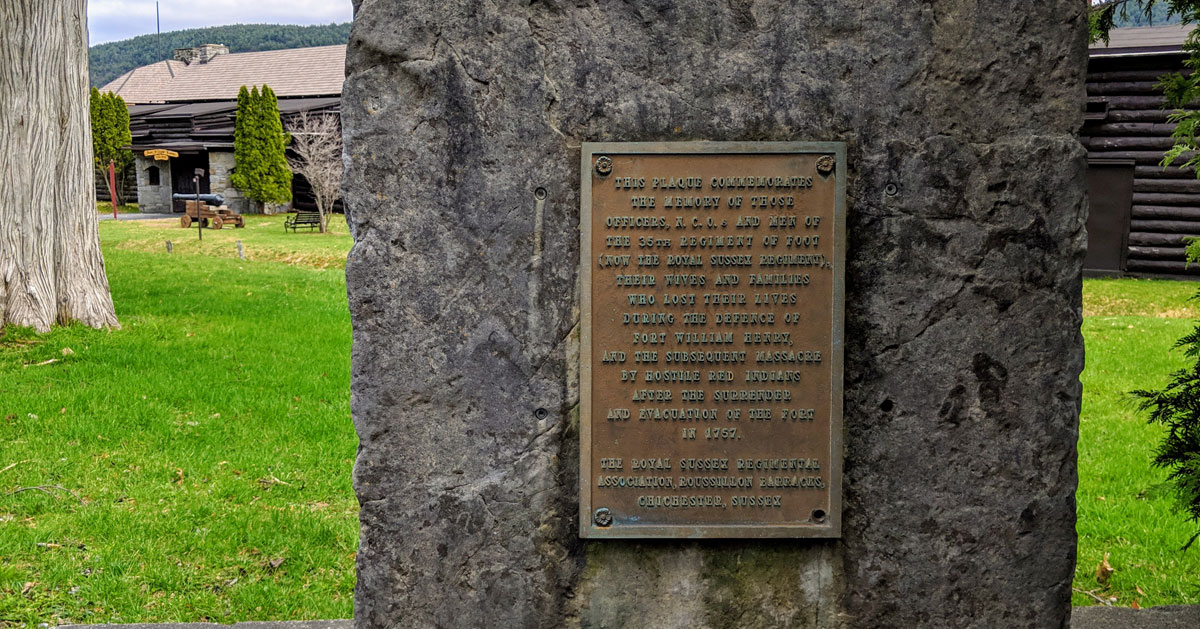 THIS PLAQUE COMMEMORATES
THE MEMORY OF THOSE
OFFICERS, N.C.O.s AND MEN OF
THE 35TH REGIMENT OF FOOT
(NOW THE ROYAL SUSSEX REGIMENT),
THEIR WIVES AND FAMILIES
WHO LOST THEIR LIVES
DURING THE DEFENCE OF
FORT WILLIAM HENRY,
AND THE SUBSEQUENT MASSACRE
BY HOSTILE RED INDIANS
AFTER THE SURRENDER
AND EVACUATION OF THE FORT
IN 1757.
THE ROYAL SUSSEX REGIMENTAL
ASSOCIATION, ROUSSILLON BARRACKS,
CHICHESTER, SUSSEX